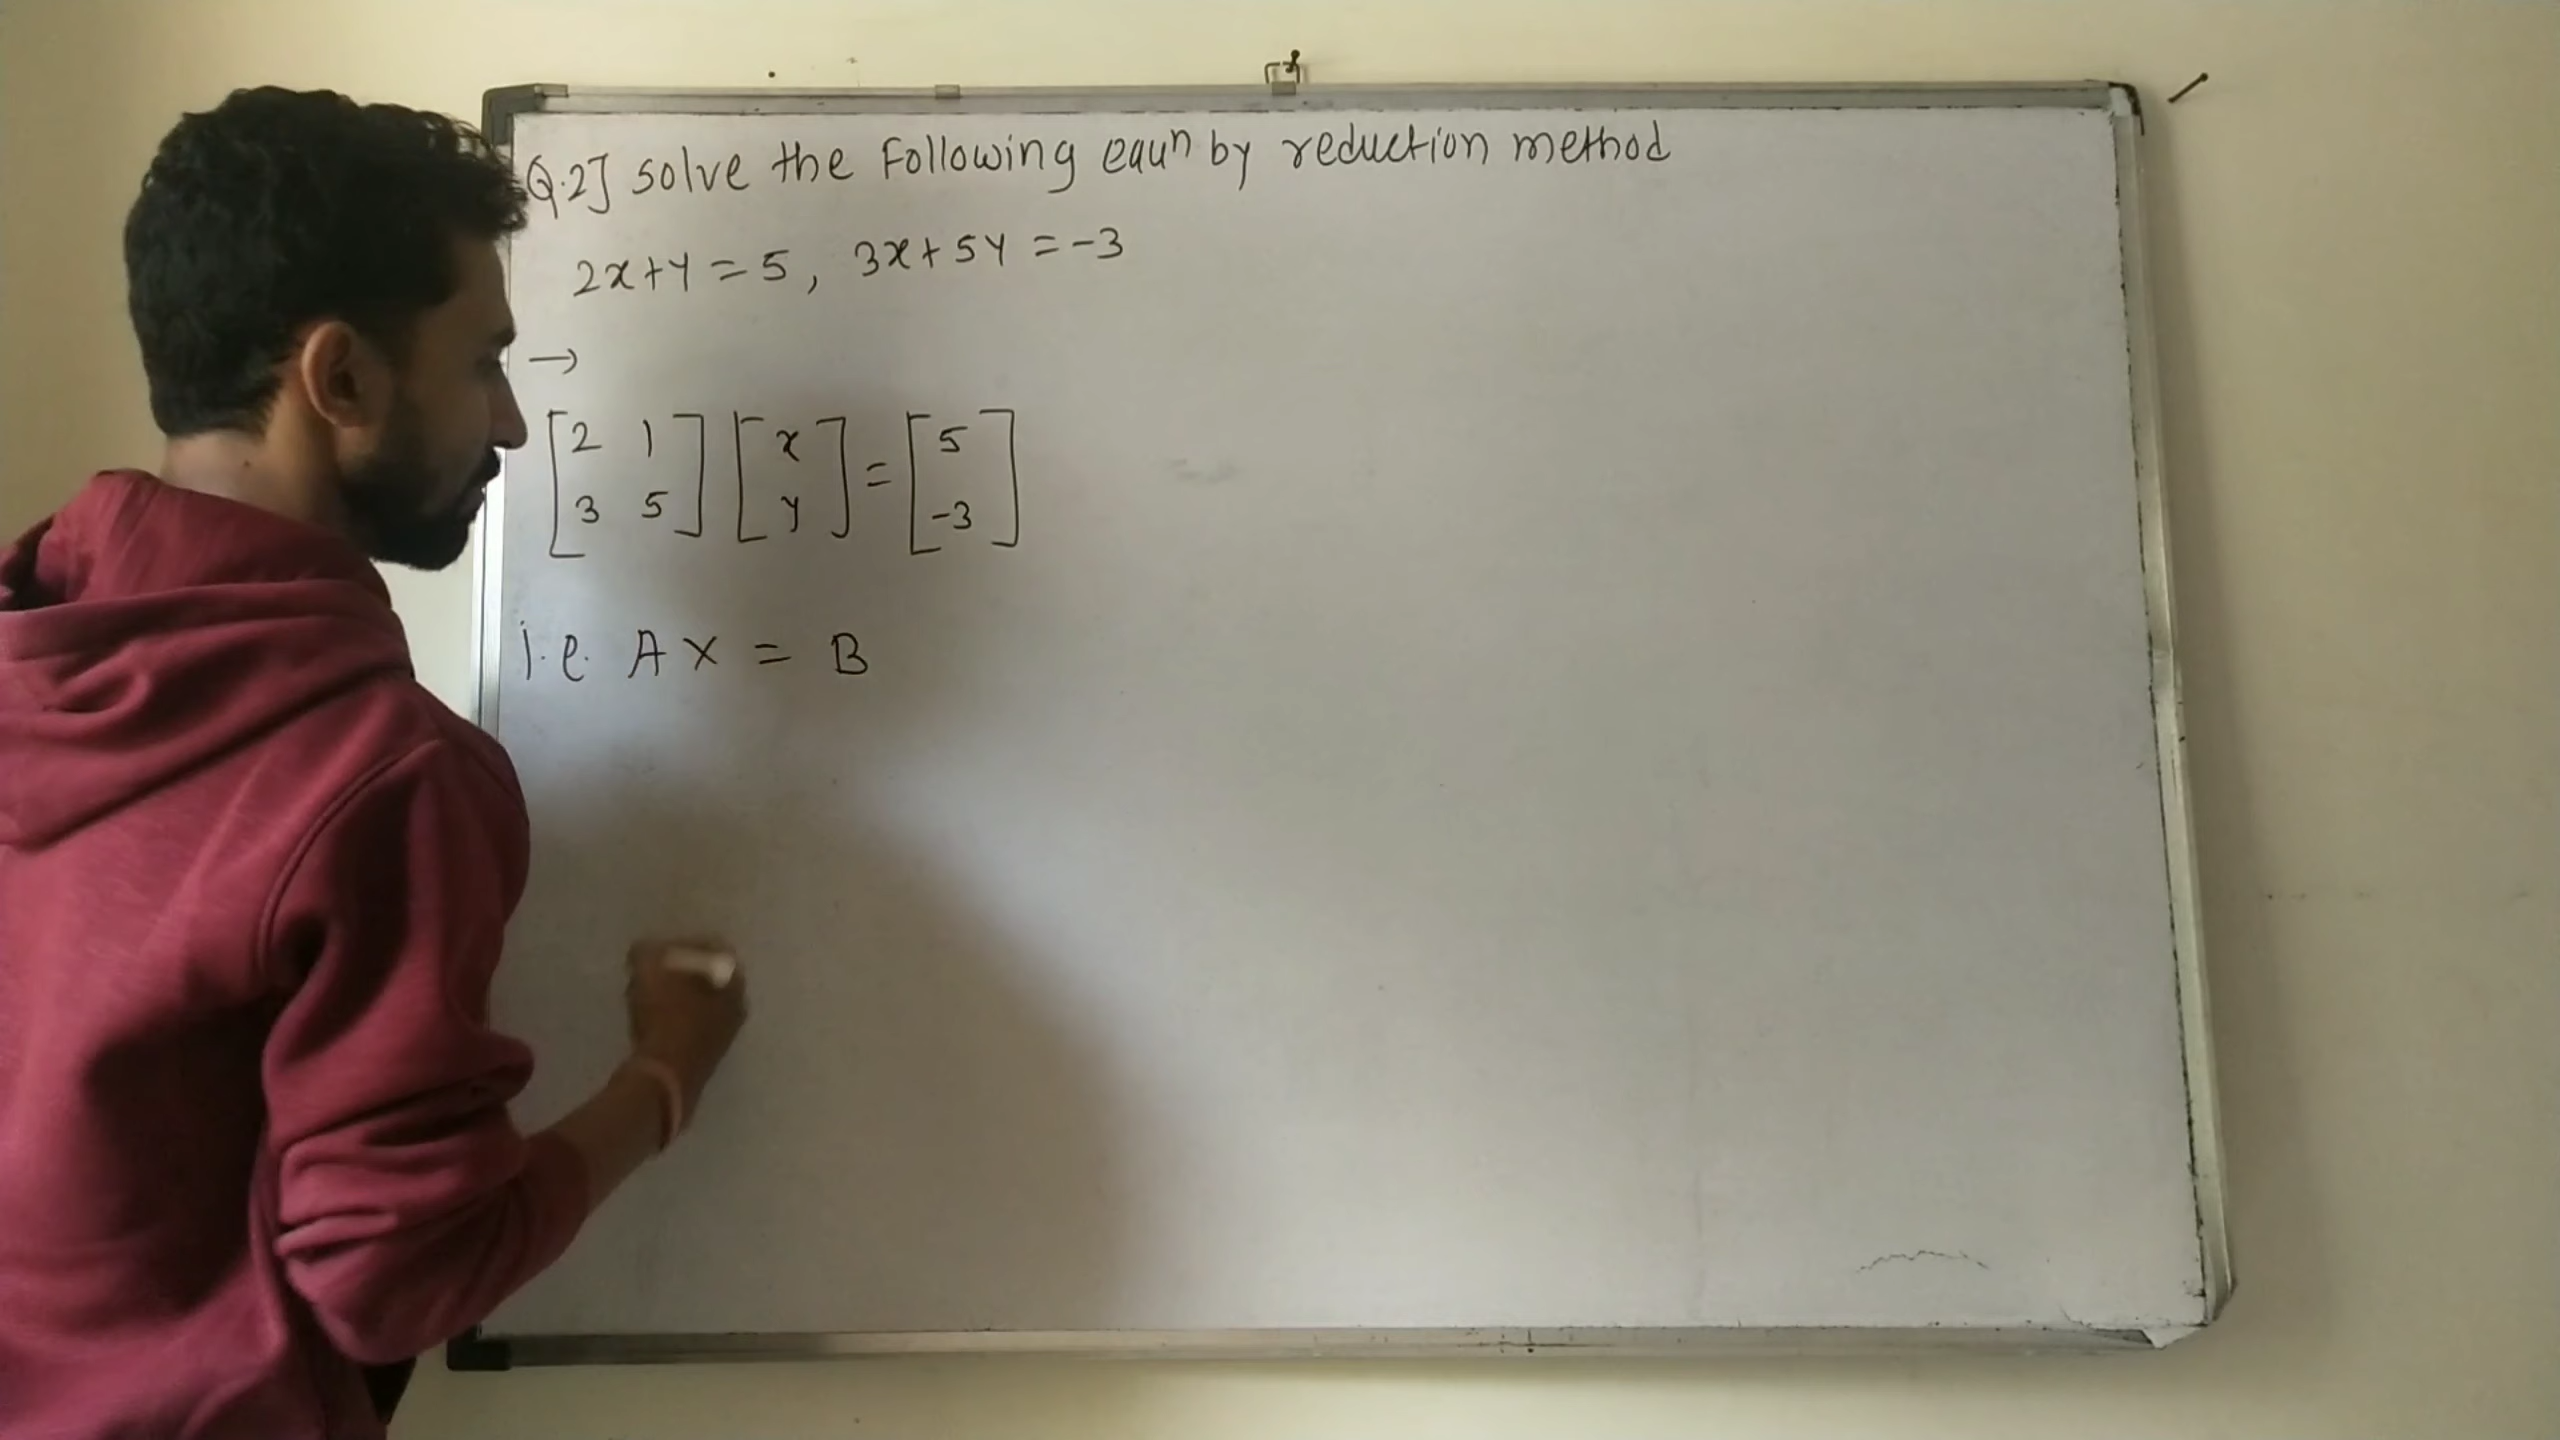 Q.2] solve the Following equn by reduction method
2x+y=5, 3x+5y=-3
→
[2 1] [x] = [5]
[3 5] [y] [-3]
i.e. AX = B